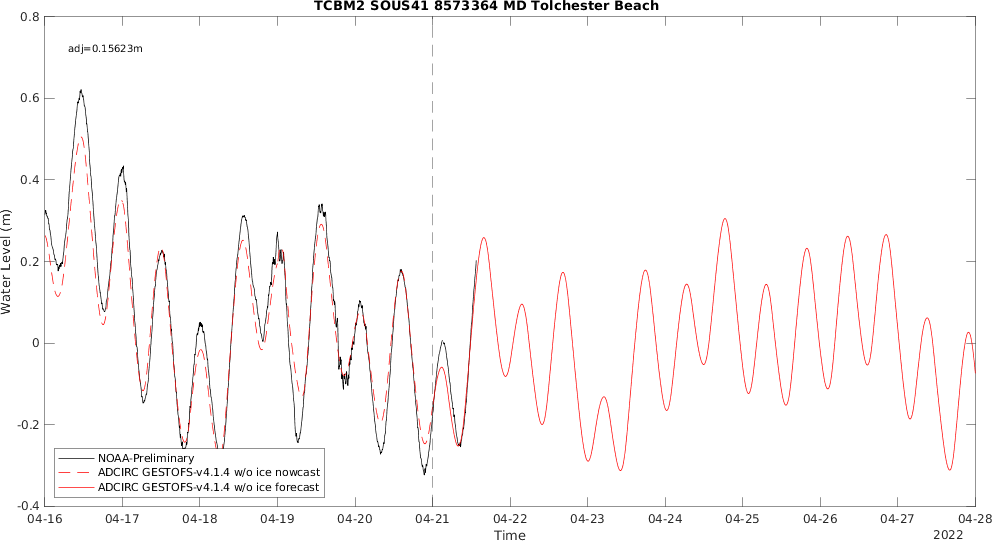 TCBM2 SOUS41 8573364 MD Tolchester Beach
adj=0.15623m
0.8
0.6
0.4
0.2
0
-0.2
-0.4
Water Level (m)
NOAA-Preliminary
ADCIRC GESTOFS-v4.1.4 w/o ice nowcast
ADCIRC GESTOFS-v4.1.4 w/o ice forecast
04-16 04-17 04-18 04-19 04-20 04-21 04-22 04-23 04-24 04-25 04-26 04-27 04-28
Time
2022